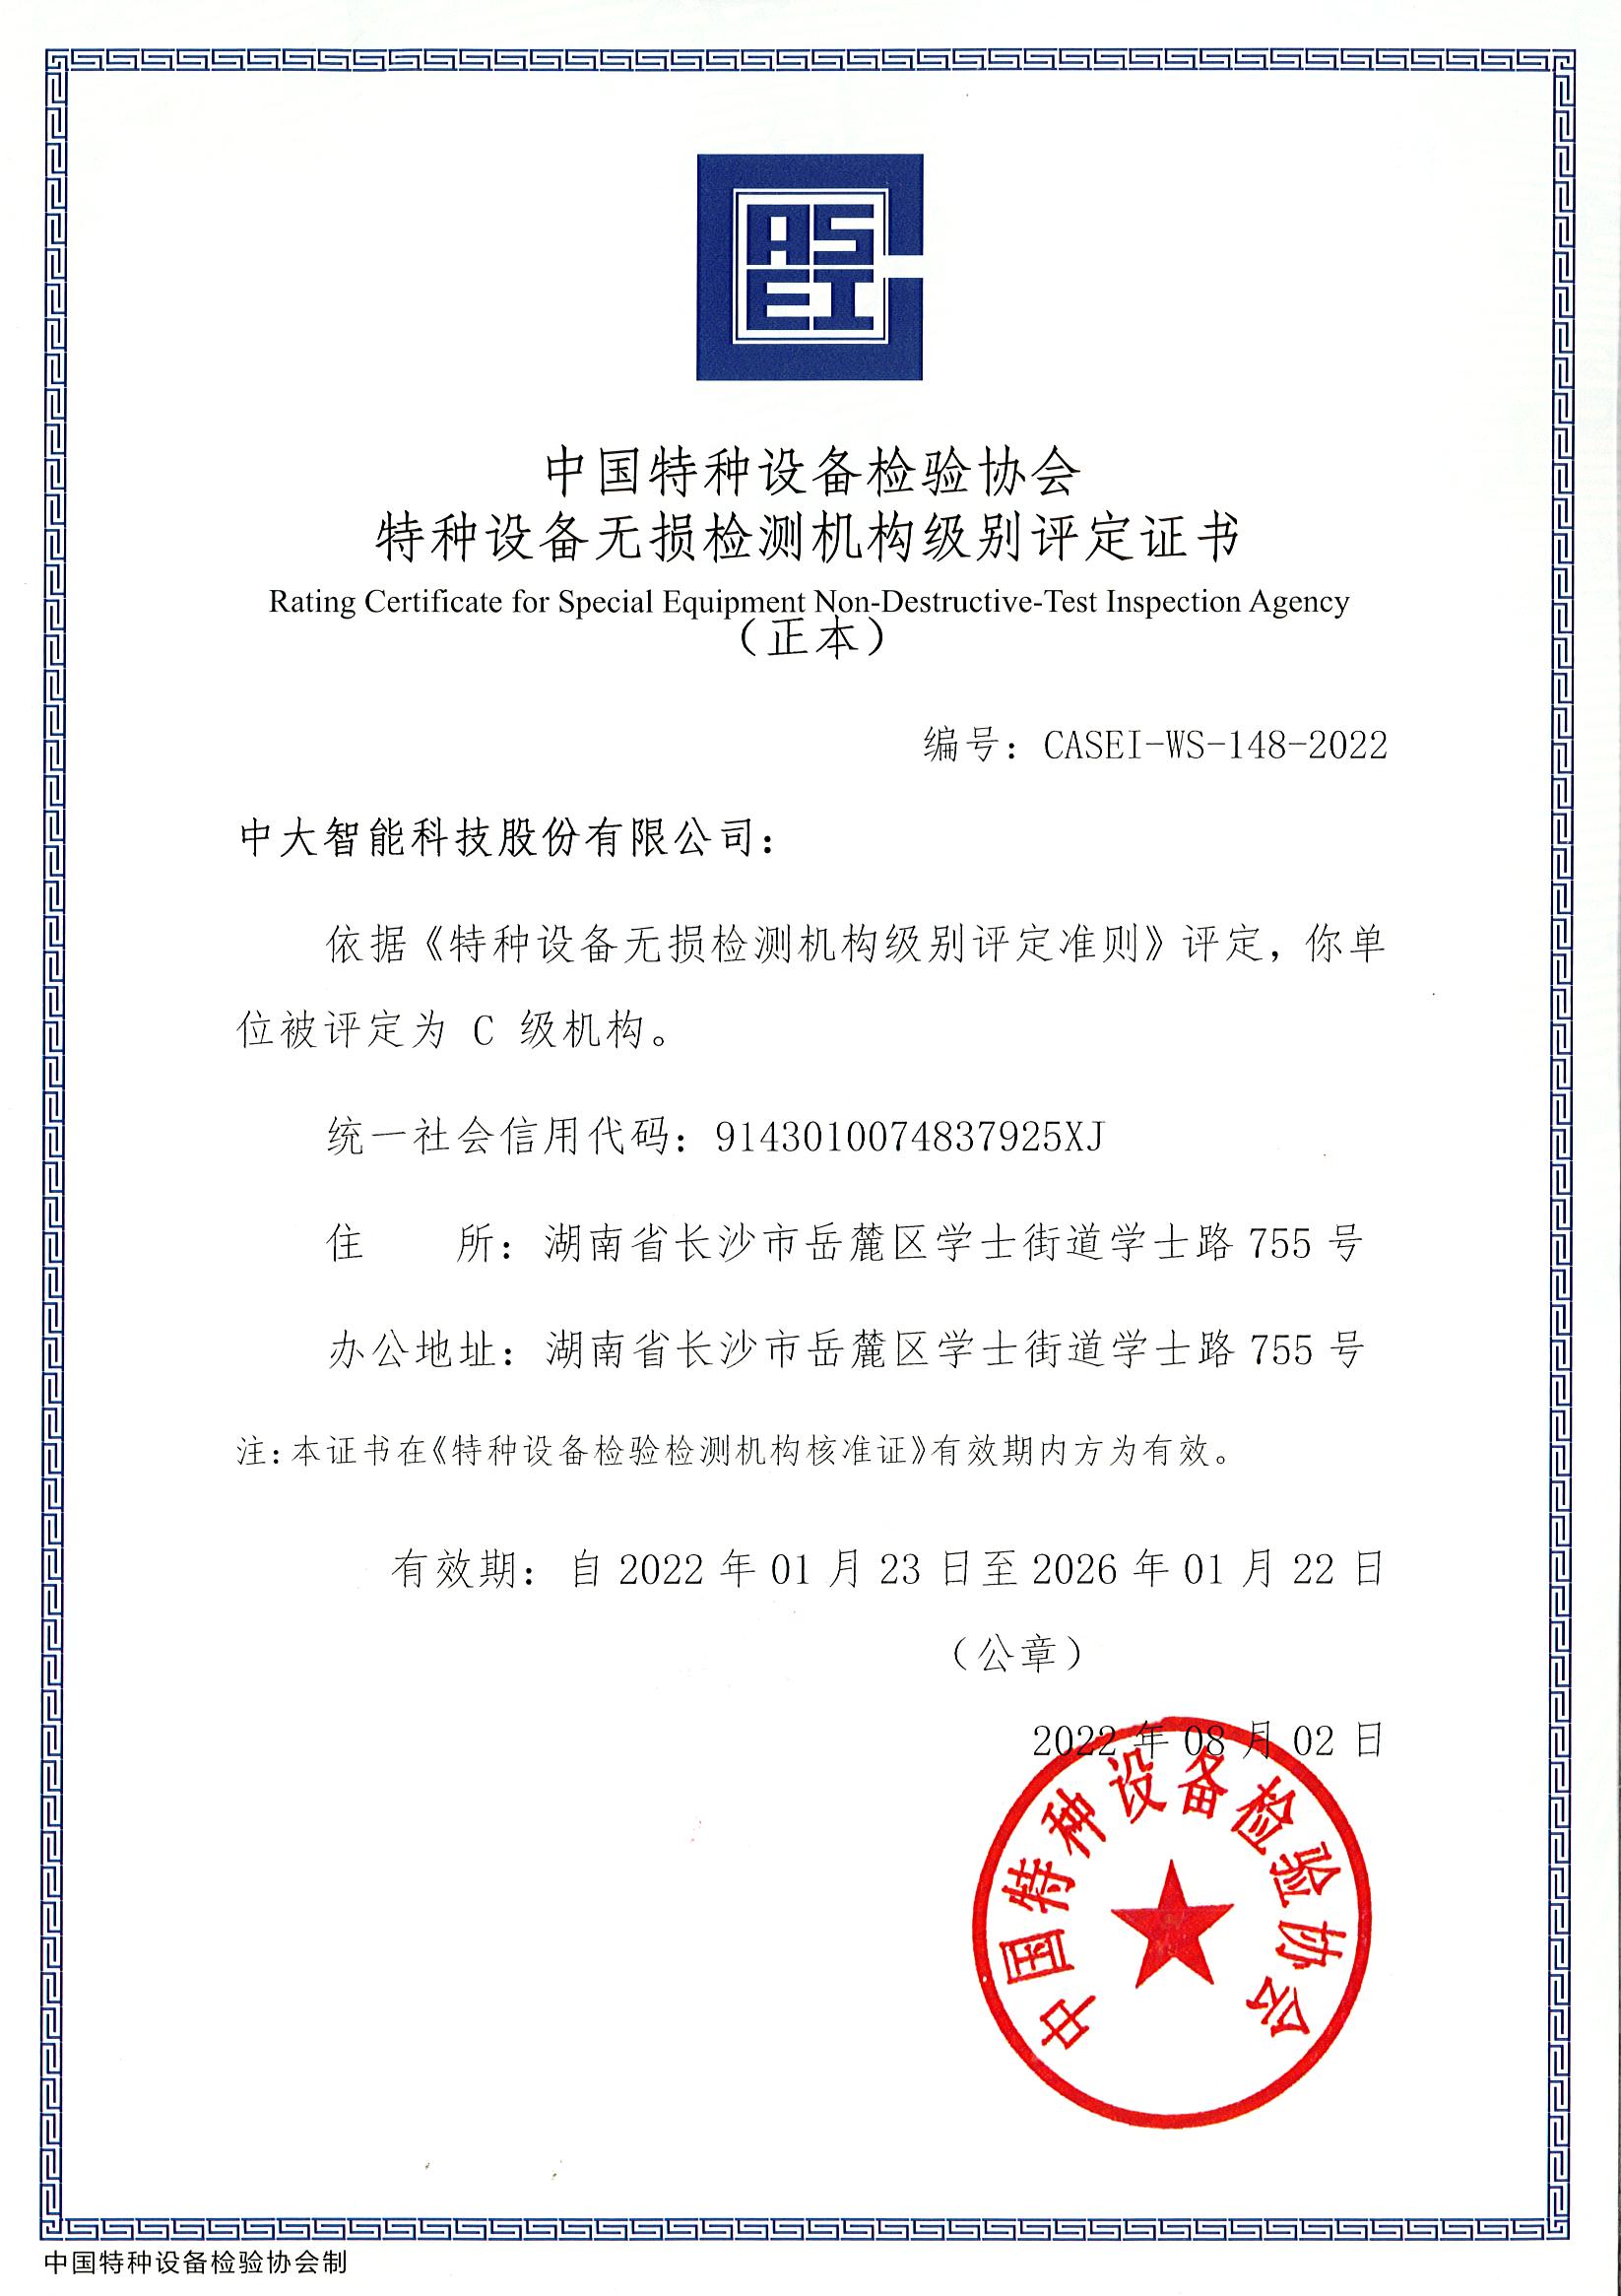 ASEI
中国特种设备检验协会
特种设备无损检测机构级别评定证书
Rating Certificate for Special Equipment Non-Destructive-Test Inspection Agency
（正本）
编号：CASEI-WS-148-2022
中大智能科技股份有限公司：
依据《特种设备无损检测机构级别评定准则》评定，你单
位被评定为 C 级机构。
统一社会信用代码：9143010074837925XJ
住 所：湖南省长沙市岳麓区学士街道学士路 755 号
办公地址：湖南省长沙市岳麓区学士街道学士路 755 号
注：本证书在《特种设备检验检测机构核准证》有效期内方为有效。
有效期：自 2022 年 01 月 23 日至 2026 年 01 月 22 日
（公章）
2022 年 08 月 02 日
中国特种设备检验协会
中国特种设备检验协会制